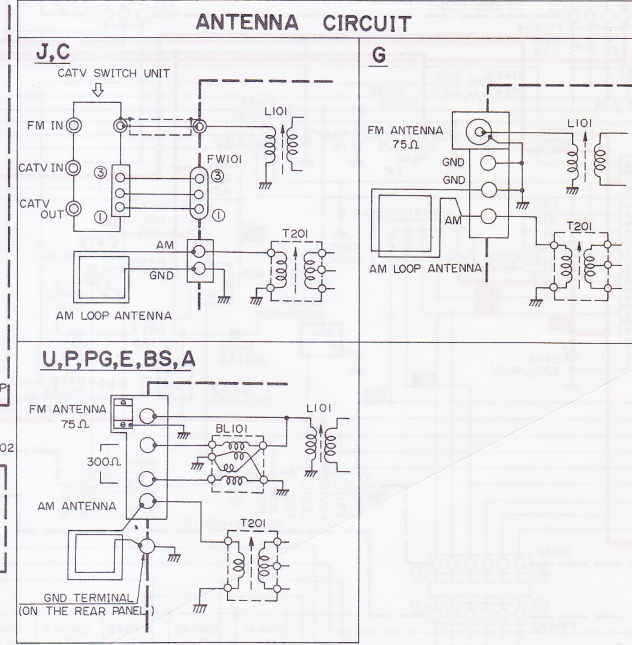 ANTENNA CIRCUIT
J,C
CATV SWITCH UNIT
FM IN
CATV IN
③
①
CATV
OUT
L101
FW101
③
①
AM
GND
T201
AM LOOP ANTENNA
G
FM ANTENNA
75Ω
GND
GND
AM
L101
T201
AM LOOP ANTENNA
U,P,PG,E,BS,A
FM ANTENNA
75Ω
300Ω
BL101
L101
AM ANTENNA
T201
GND TERMINAL
(ON THE REAR PANEL)
P
02